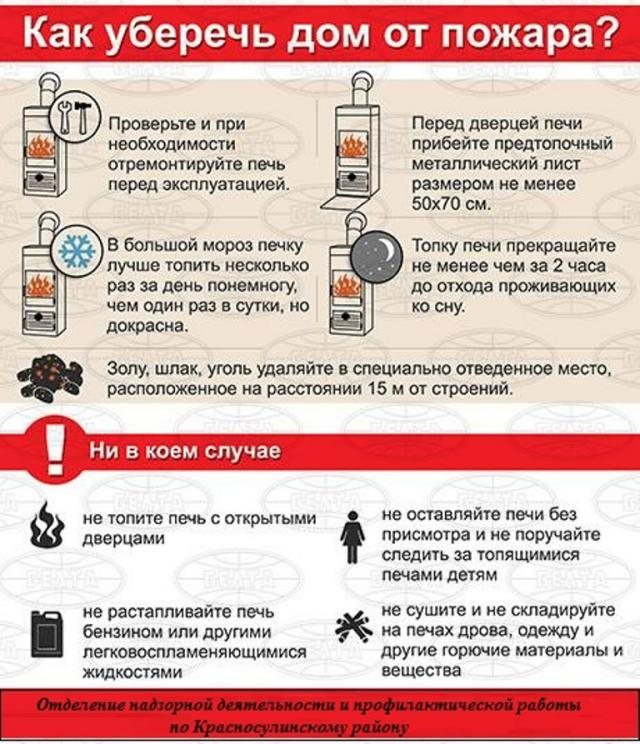 Как уберечь дом от пожара?
Проверьте и при
необходимости
отремонтируйте печь
перед эксплуатацией.
Перед дверцей печи
прибейте предтопочный
металлический лист
размером не менее
50х70 см.
В большой мороз печку
лучше топить несколько
раз за день понемногу,
чем один раз в сутки, но
докрасна.
Топку печи прекращайте
не менее чем за 2 часа
до отхода проживающих
ко сну.
Золу, шлак, уголь удаляйте в специально отведенное место,
расположенное на расстоянии 15 м от строений.
! Ни в коем случае
не топите печь с открытыми
дверцами
не оставляйте печи без
присмотра и не поручайте
следить за топящимися
печами детям
не растапливайте печь
бензином или другими
легковоспламеняющимися
жидкостями
не сушите и не складируйте
на печах дрова, одежду и
другие горючие материалы и
вещества
Отделение надзорной деятельности и профилактической работы
по Красносулинскому району
БЕЛТА